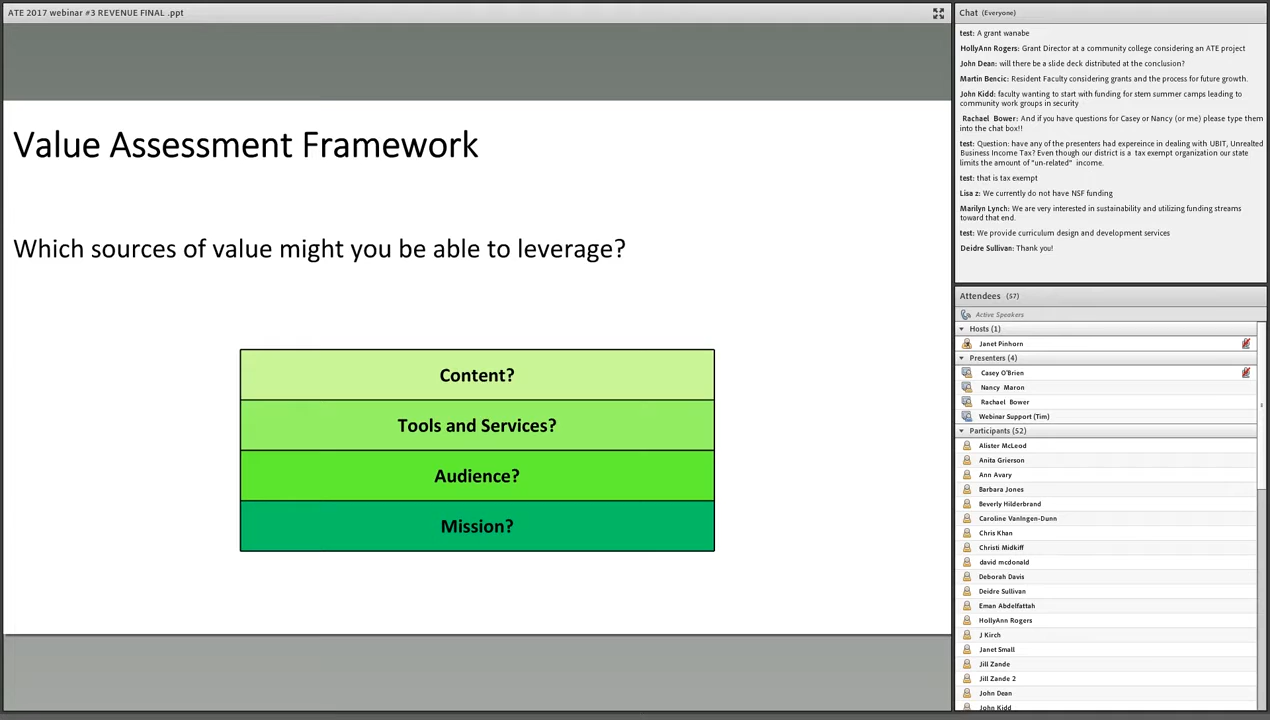 ATE 2017 webinar #3 REVENUE FINAL .ppt
Value Assessment Framework
Which sources of value might you be able to leverage?
Content?
Tools and Services?
Audience?
Mission?
Chat (Everyone)
test: A grant wanabe
HollyAnn Rogers: Grant Director at a community college considering an ATE project
John Dean: will there be a slide deck distributed at the conclusion?
Martin Bencic: Resident Faculty considering grants and the process for future growth.
John Kidd: faculty wanting to start with funding for stem summer camps leading to
community work groups in security
Rachael Bower: And if you have questions for Casey or Nancy (or me) please type them
into the chat box!!
test: Question: have any of the presenters had expereince in dealing with UBIT, Unrealted
Business Income Tax? Even though our district is a tax exempt organization our state
limits the amount of "un-related" income.
test: that is tax exempt
Lisa z: We currently do not have NSF funding
Marilyn Lynch: We are very interested in sustainability and utilizing funding streams
toward that end.
test: We provide curriculum design and development services
Deidre Sullivan: Thank you!
Attendees (57)
Active Speakers
Hosts (1)
Janet Pinhorn
Presenters (4)
Casey O'Brien
Nancy Maron
Rachael Bower
Webinar Support (Tim)
Participants (52)
Alister McLeod
Anita Grierson
Ann Avary
Barbara Jones
Beverly Hilderbrand
Caroline VanIngen-Dunn
Chris Khan
Christi Midkiff
david mcdonald
Deborah Davis
Deidre Sullivan
Eman Abdelfattah
HollyAnn Rogers
J Kirch
Janet Small
Jill Zande
Jill Zande 2
John Dean
John Kidd